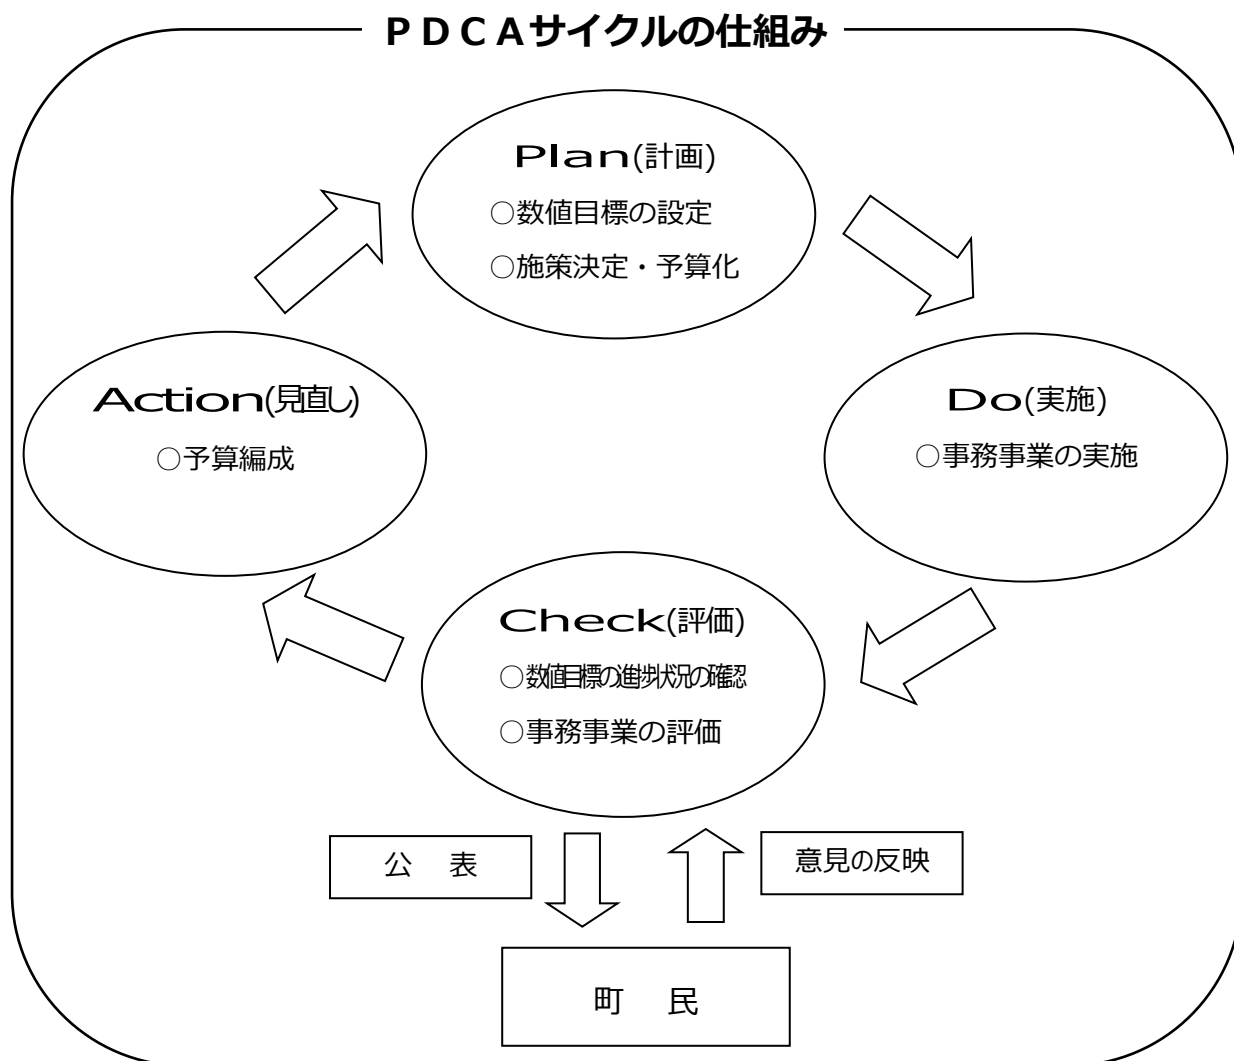 ＰＤＣＡサイクルの仕組み
Plan(計画)
○数値目標の設定
○施策決定・予算化
Action(見直し)
○予算編成
Do(実施)
○事務事業の実施
Check(評価)
○数値目標の進捗状況の確認
○事務事業の評価
公　表
意見の反映
町　民